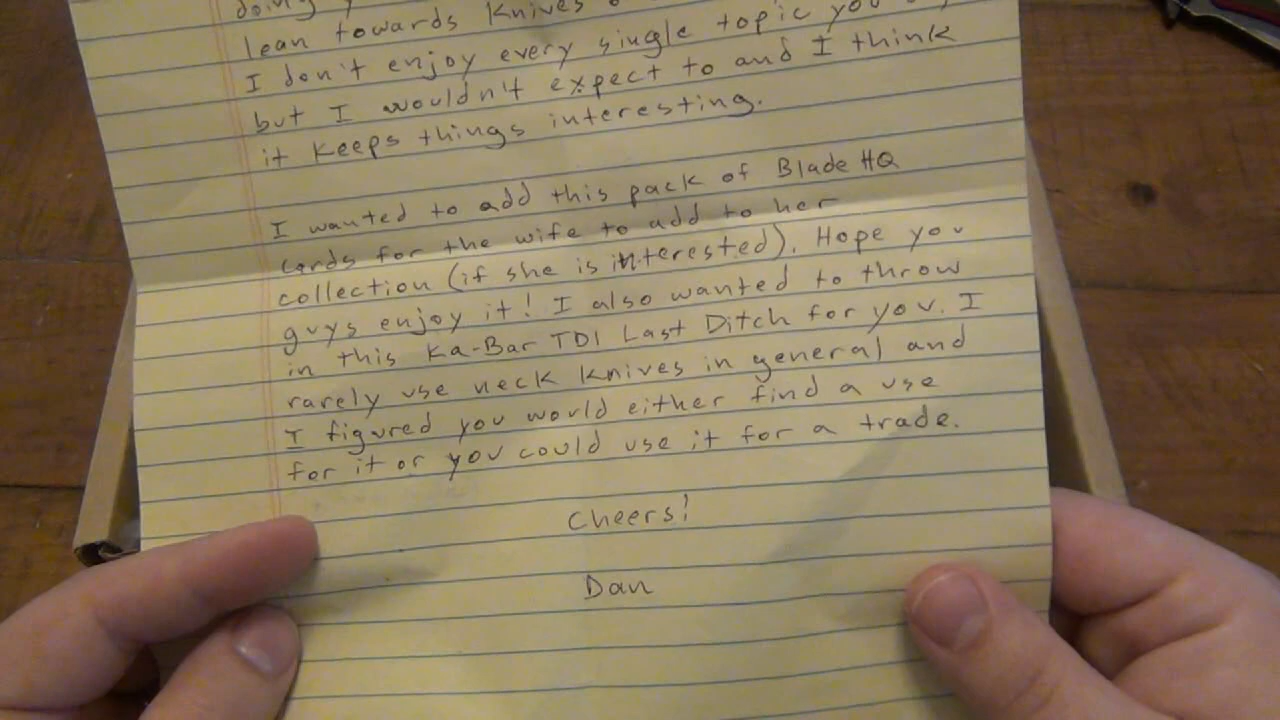 doing
lean towards knives
I don't enjoy every single topic you
but I wouldn't expect to and I think
it keeps things interesting.
I wanted to add this pack of Blade HQ
cards for the wife to add to her
collection (if she is interested). Hope you
guys enjoy it! I also wanted to throw
in this Ka-Bar TDI Last Ditch for you. I
rarely use neck knives in general and
I figured you would either find a use
for it or you could use it for a trade.
Cheers!
Dan